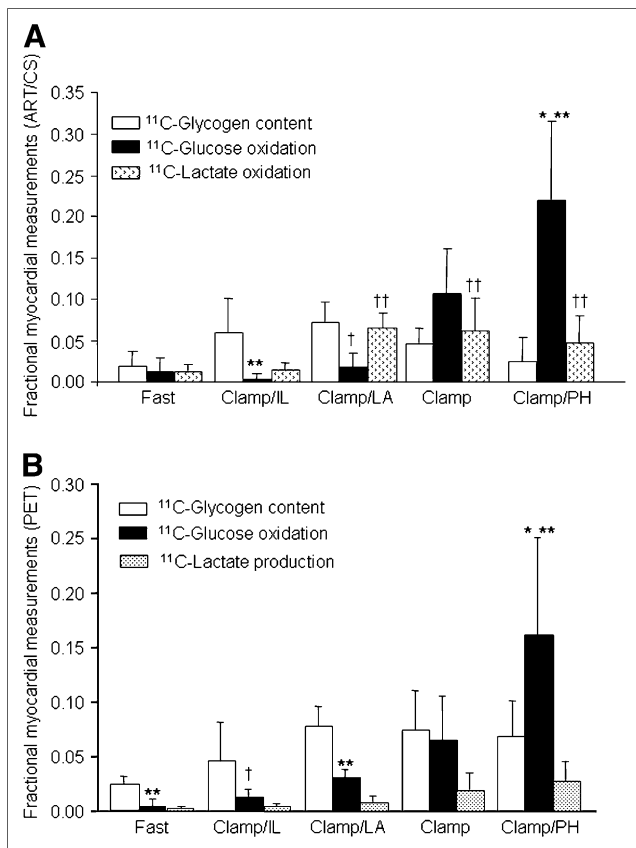 A
Fractional myocardial measurements (ART/CS)
0.35
0.30
0.25
0.20
0.15
0.10
0.05
0.00
¹¹C-Glycogen content
¹¹C-Glucose oxidation
¹¹C-Lactate oxidation
**
†
††
††
* **
††
Fast Clamp/IL Clamp/LA Clamp Clamp/PH
B
Fractional myocardial measurements (PET)
0.30
0.25
0.20
0.15
0.10
0.05
0.00
¹¹C-Glycogen content
¹¹C-Glucose oxidation
¹¹C-Lactate production
**
†
**
* **
Fast Clamp/IL Clamp/LA Clamp Clamp/PH